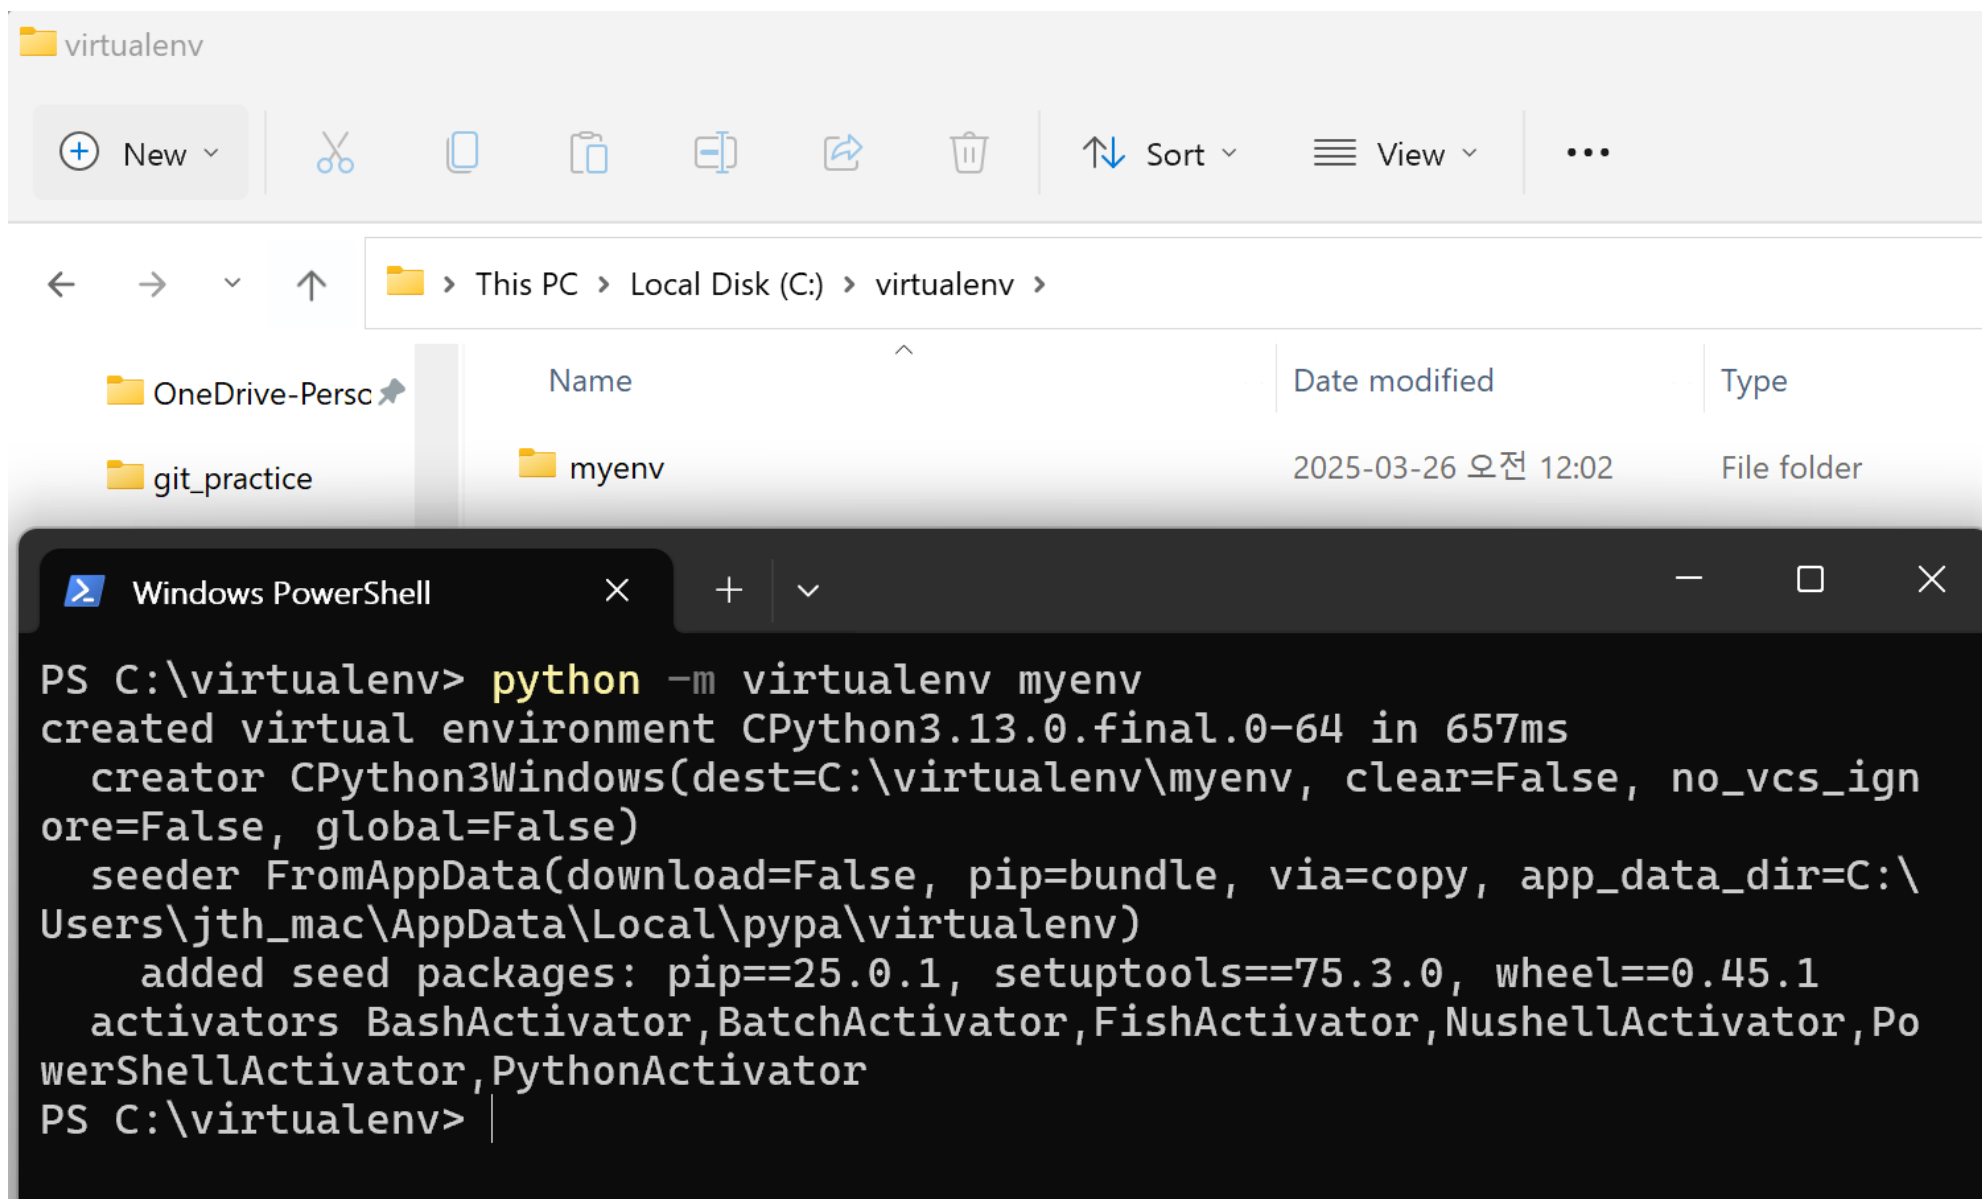 virtualenv
New
Sort
View
This PC > Local Disk (C:) > virtualenv >
Name
Date modified
Type
OneDrive-Perso
git_practice
myenv
2025-03-26 오전 12:02
File folder
Windows PowerShell
PS C:\virtualenv> python -m virtualenv myenv
created virtual environment CPython3.13.0.final.0-64 in 657ms
  creator CPython3Windows(dest=C:\virtualenv\myenv, clear=False, no_vcs_ign
ore=False, global=False)
  seeder FromAppData(download=False, pip=bundle, via=copy, app_data_dir=C:\
Users\jth_mac\AppData\Local\pypa\virtualenv)
    added seed packages: pip==25.0.1, setuptools==75.3.0, wheel==0.45.1
  activators BashActivator,BatchActivator,FishActivator,NushellActivator,Po
werShellActivator,PythonActivator
PS C:\virtualenv>